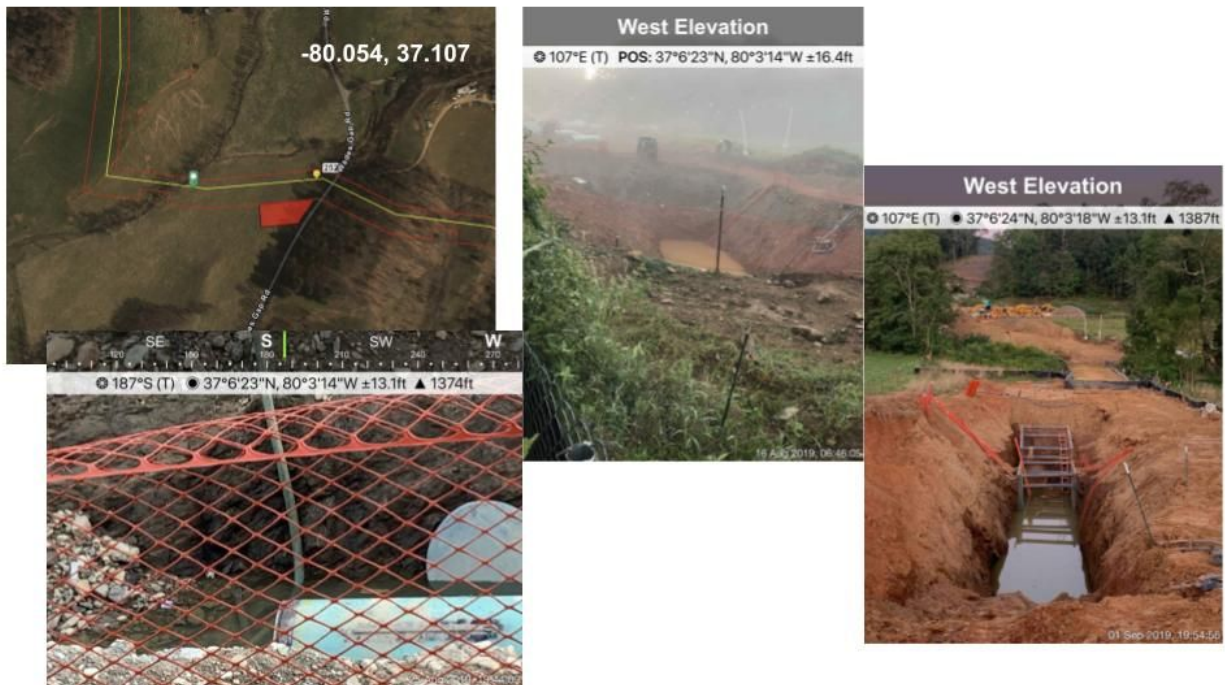 -80.054, 37.107
Wades Gap Rd
SE S SW W
120 180 210 240 270
187°S (T) 37°6'23"N, 80°3'14"W ±13.1ft ▲ 1374ft
West Elevation
107°E (T) POS: 37°6'23"N, 80°3'14"W ±16.4ft
16 Aug 2019, 06:46:05
West Elevation
107°E (T) 37°6'24"N, 80°3'18"W ±13.1ft ▲ 1387ft
01 Sep 2019, 19:54:56